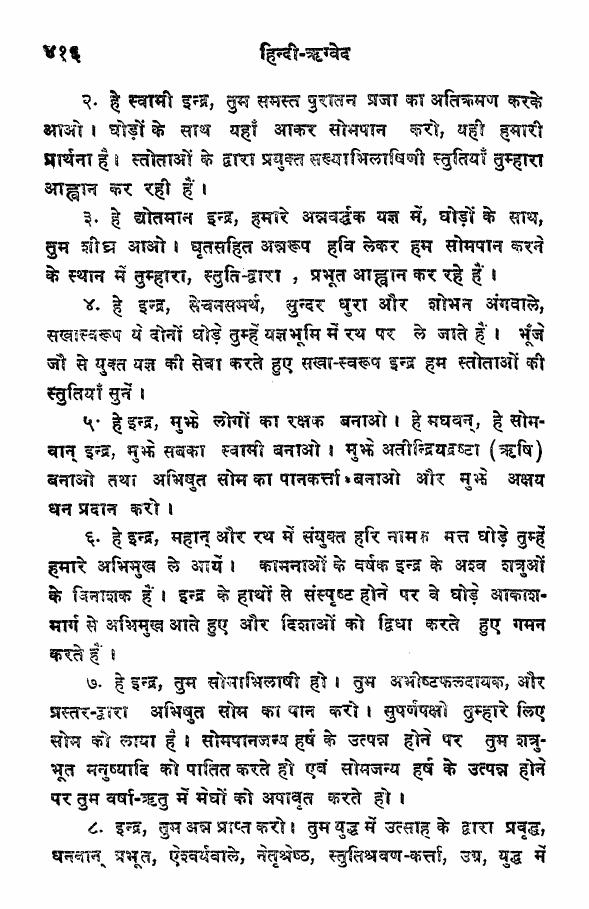 ४१६ हिन्दी-ऋग्वेद
२. हे स्वामी इन्द्र, तुम समस्त पुरातन प्रजा का अतिक्रमण करके
आओ। घोड़ों के साथ यहाँ आकर सोमपान करो, यही हमारी
प्रार्थना है। स्तोताओं के द्वारा प्रयुक्त सख्याभिलाषिणी स्तुतियाँ तुम्हारा
आह्वान कर रही हैं।
३. हे द्योतमान इन्द्र, हमारे अन्नवर्द्धक यज्ञ में, घोड़ों के साथ,
तुम शीघ्र आओ। घृतसहित अन्नरूप हवि लेकर हम सोमपान करने
के स्थान में तुम्हारा, स्तुति-द्वारा , प्रभूत आह्वान कर रहे हैं।
४. हे इन्द्र, सेचनसमर्थ, सुन्दर धुरा और शोभन अंगवाले,
सखास्वरूप ये दोनों घोड़े तुम्हें यज्ञभूमि में रथ पर ले जाते हैं। भूँजे
जौ से युक्त यज्ञ की सेवा करते हुए सखा-स्वरूप इन्द्र हम स्तोताओं की
स्तुतियाँ सुनें।
५. हे इन्द्र, मुझे लोगों का रक्षक बनाओ। हे मघवन्, हे सोम-
वान् इन्द्र, मुझे सबका स्वामी बनाओ। मुझे अतीन्द्रियद्रष्टा (ऋषि)
बनाओ तथा अभिषुत सोम का पानकर्त्ता बनाओ और मुझे अक्षय
धन प्रदान करो।
६. हे इन्द्र, महान् और रथ में संयुक्त हरि नामक मत्त घोड़े तुम्हें
हमारे अभिमुख ले आयें। कामनाओं के वर्षक इन्द्र के अश्व शत्रुओं
के विनाशक हैं। इन्द्र के हाथों से संस्पृष्ट होने पर वे घोड़े आकाश-
मार्ग से अभिमुख आते हुए और दिशाओं को द्विधा करते हुए गमन
करते हैं।
७. हे इन्द्र, तुम सोमाभिलाषी हो। तुम अभीष्टफलदायक, और
प्रस्तर-द्वारा अभिषुत सोम का पान करो। सुपर्णपक्षी तुम्हारे लिए
सोम को लाया है। सोमपानजन्य हर्ष के उत्पन्न होने पर तुम शत्रु-
भूत मनुष्यादि को पातित करते हो एवं सोमजन्य हर्ष के उत्पन्न होने
पर तुम वर्षा-ऋतु में मेघों को अपावृत करते हो।
८. इन्द्र, तुम अन्न प्राप्त करो। तुम युद्ध में उत्साह के द्वारा प्रवृद्ध,
धनवान् प्रभूत, ऐश्वर्यवाले, नेतृश्रेष्ठ, स्तुतिश्रवण-कर्त्ता, उग्र, युद्ध में